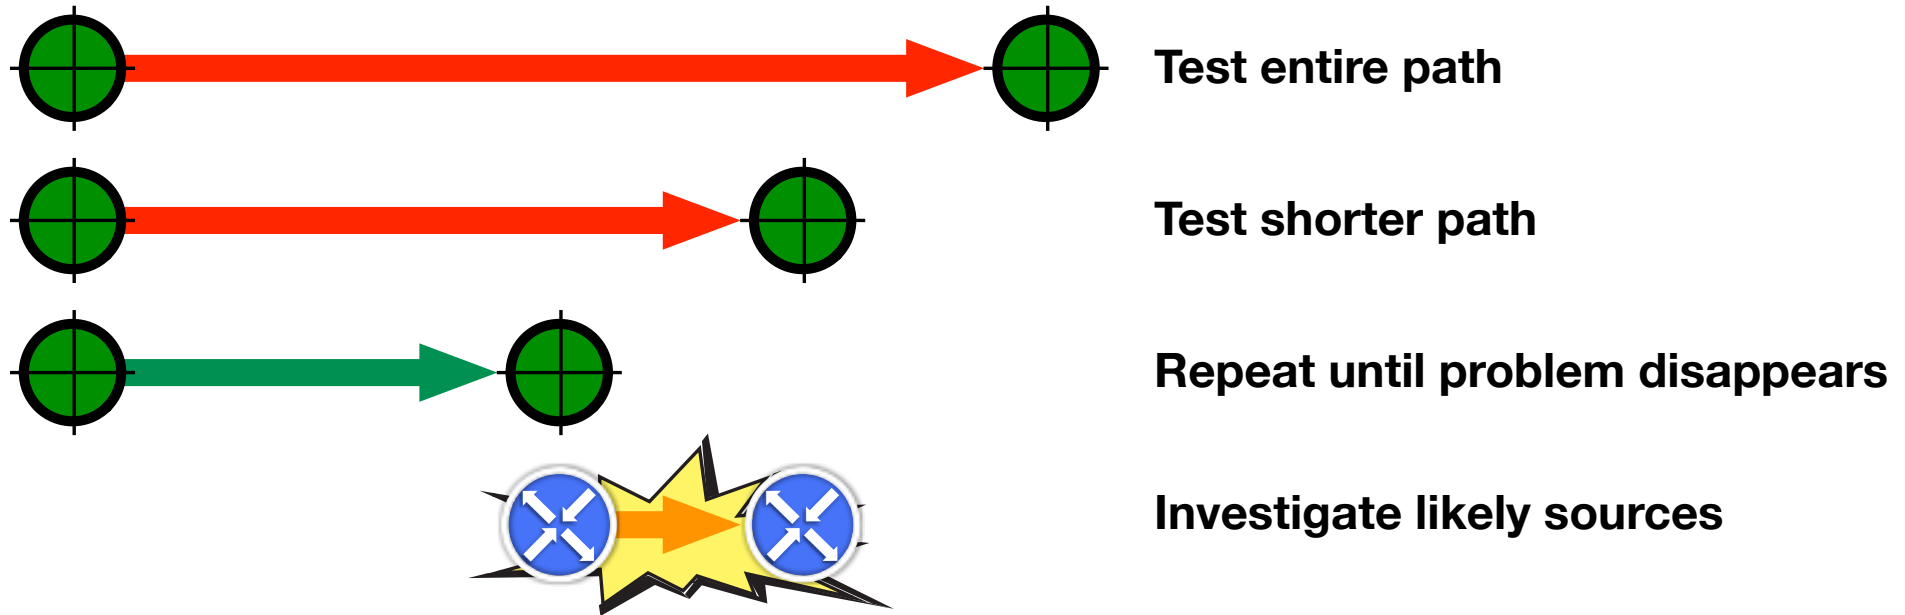 Test entire path
Test shorter path
Repeat until problem disappears
Investigate likely sources